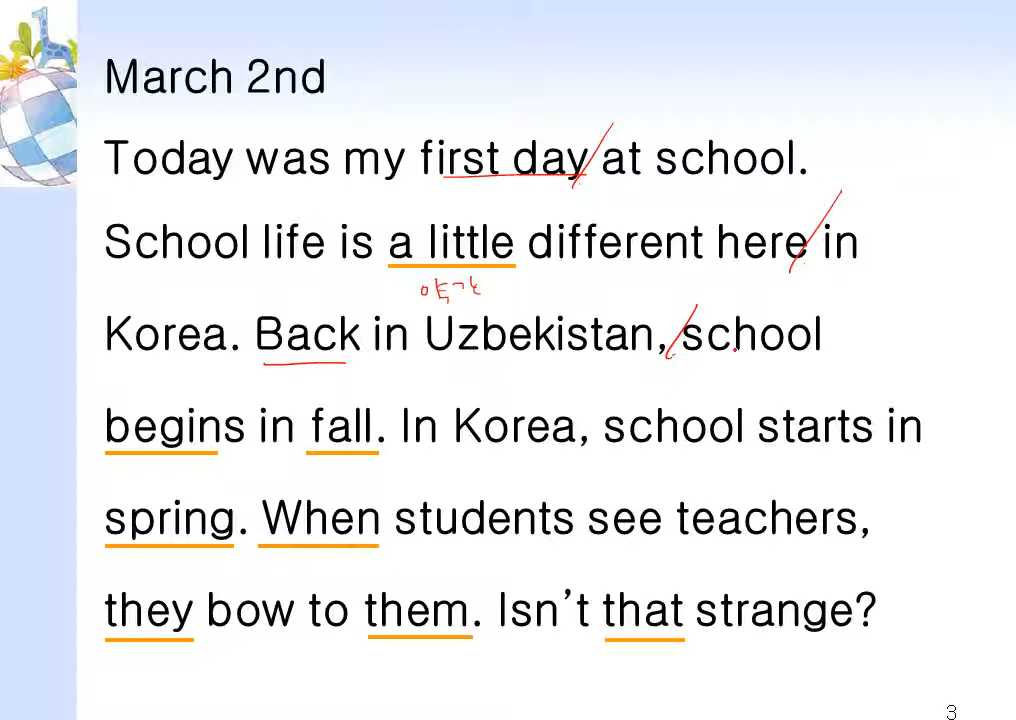 March 2nd
Today was my first day at school.
School life is a little different here in
약간
Korea. Back in Uzbekistan, school
begins in fall. In Korea, school starts in
spring. When students see teachers,
they bow to them. Isn’t that strange?
3